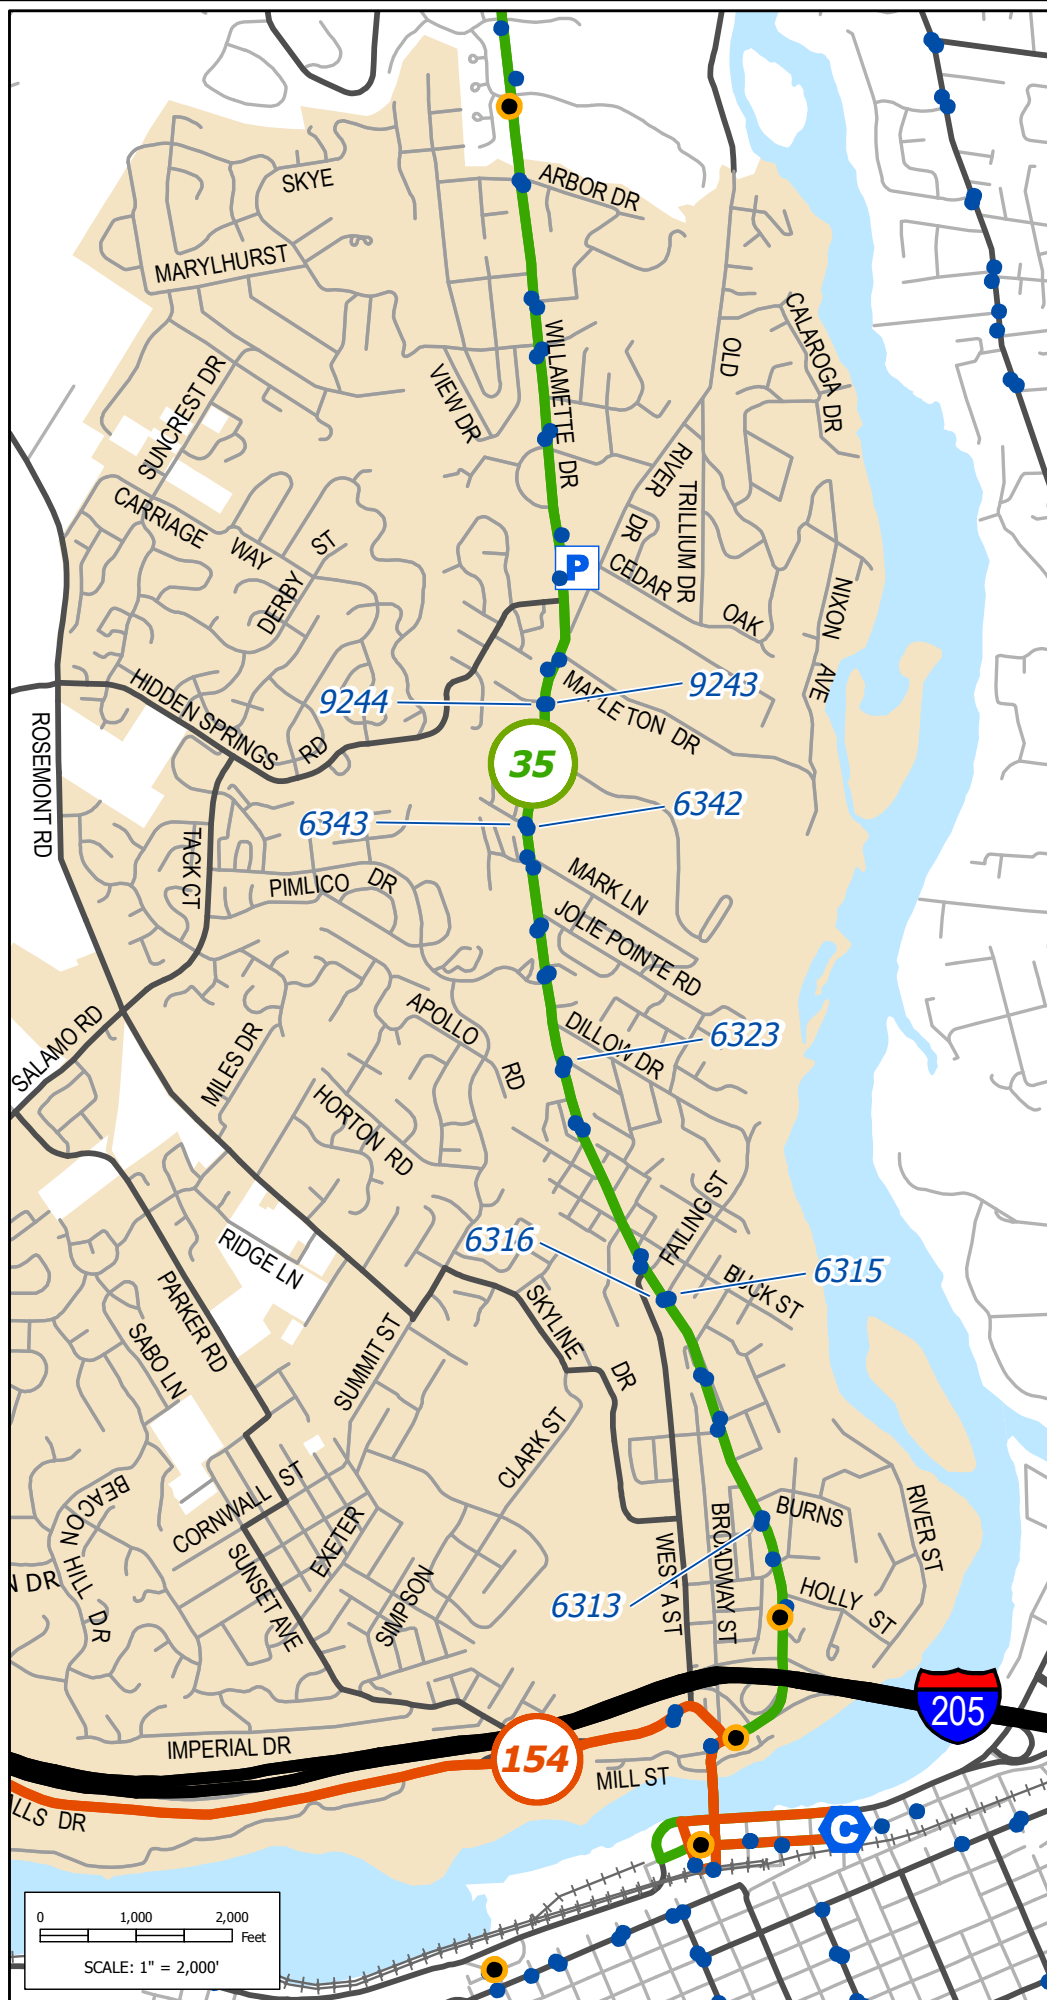 SKYE
ARBOR DR
MARYLHURST
CALAROGA DR
WILLAMETTE DR
OLD RIVER DR
VIEW DR
SUNCREST DR
TRILLIUM DR
CARRIAGE WAY
DERBY ST
P
CEDAR OAK
NIXON AVE
HIDDEN SPRINGS RD
9244
9243
MAPLETON DR
ROSEMONT RD
35
6343
6342
TACK CT
PIMLICO DR
MARK LN
JOLIE POINTE RD
SALAMO RD
APOLLO RD
MILES DR
DILLOW DR
6323
HORTON RD
FAILING ST
6316
6315
RIDGE LN
BUCK ST
PARKER RD
SKYLINE DR
SABO LN
SUMMIT ST
CLARK ST
BEACON HILL DR
CORNWALL ST
EXETER
BURNS
RIVER ST
BROADWAY ST
WEST A ST
N DR
SUNSET AVE
SIMPSON
6313
HOLLY ST
205
IMPERIAL DR
154
MILL ST
LLS DR
C
0 1,000 2,000
Feet
SCALE: 1" = 2,000'